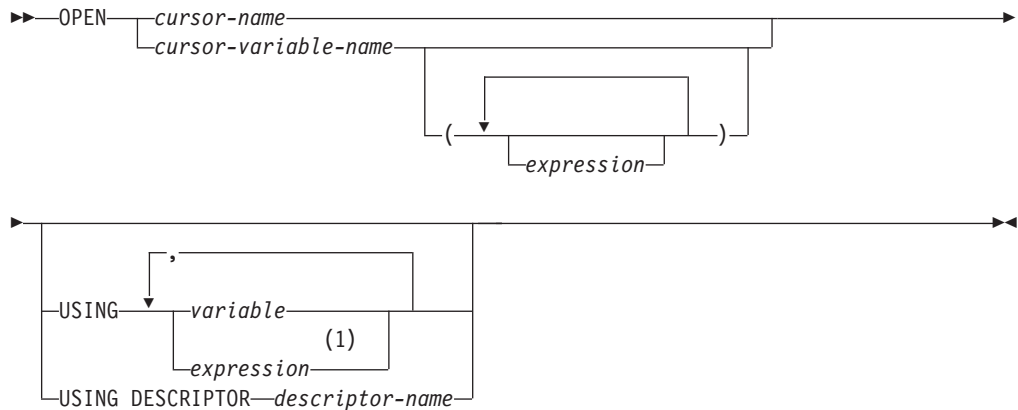 OPEN cursor-name
cursor-variable-name
( )
expression
,
USING variable
(1)
expression
USING DESCRIPTOR descriptor-name